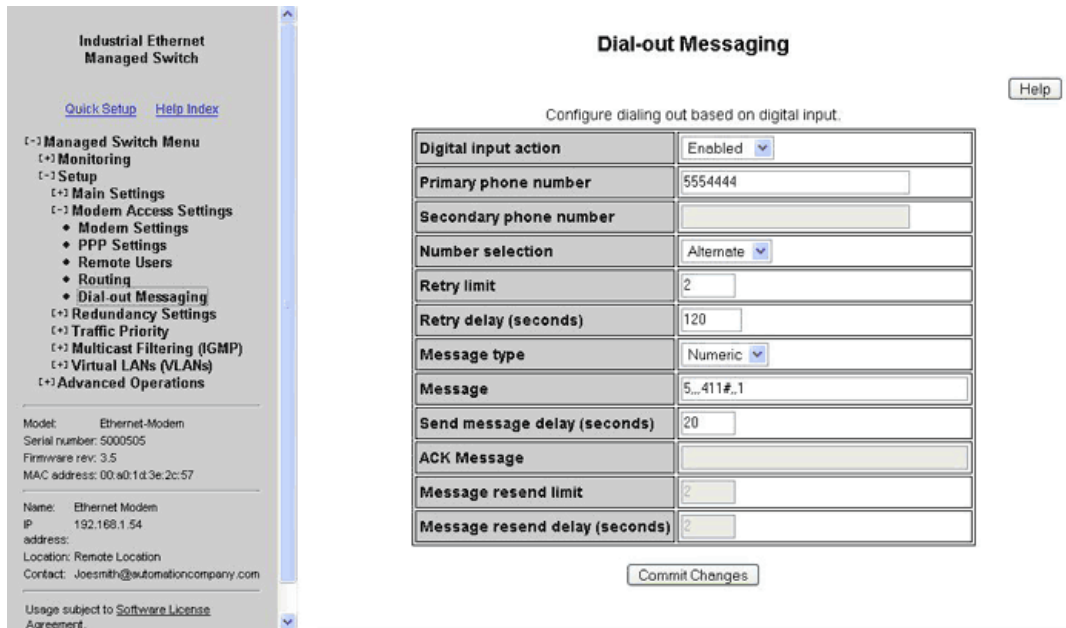 Industrial Ethernet
Managed Switch
Quick Setup Help Index
[-] Managed Switch Menu
[+] Monitoring
[-] Setup
[+] Main Settings
[-] Modem Access Settings
Modem Settings
PPP Settings
Remote Users
Routing
Dial-out Messaging
[+] Redundancy Settings
[+] Traffic Priority
[+] Multicast Filtering (IGMP)
[+] Virtual LANs (VLANs)
[+] Advanced Operations
Model: Ethernet-Modem
Serial number: 5000505
Firmware rev: 3.5
MAC address: 00:a0:1d:3e:2c:57
Name: Ethernet Modem
IP address: 192.168.1.54
Location: Remote Location
Contact: Joesmith@automationcompany.com
Usage subject to Software License
Agreement.
Dial-out Messaging
Help
Configure dialing out based on digital input.
Digital input action Enabled
Primary phone number 5554444
Secondary phone number
Number selection Alternate
Retry limit 2
Retry delay (seconds) 120
Message type Numeric
Message 5,,,411#,,1
Send message delay (seconds) 20
ACK Message
Message resend limit 2
Message resend delay (seconds) 2
Commit Changes